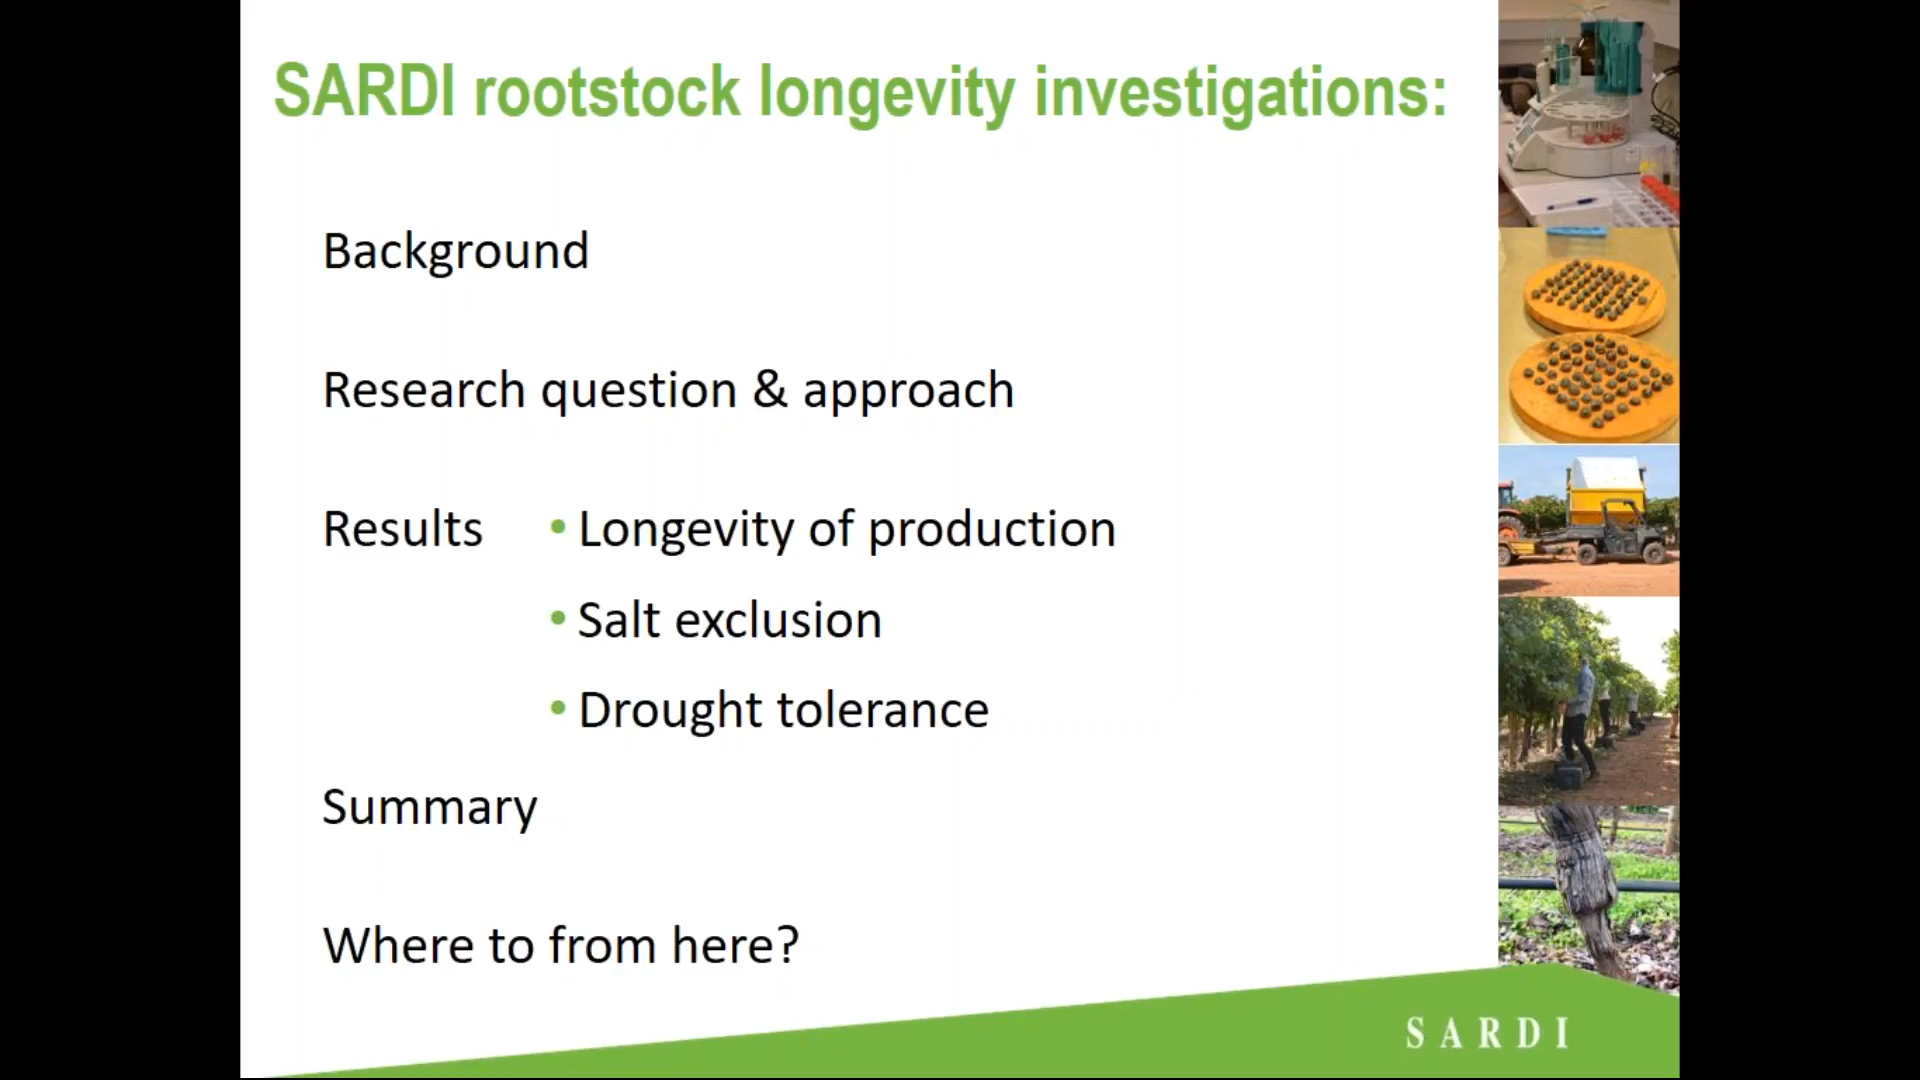 SARDI rootstock longevity investigations:
Background
Research question & approach
Results • Longevity of production
• Salt exclusion
• Drought tolerance
Summary
Where to from here?
SARDI